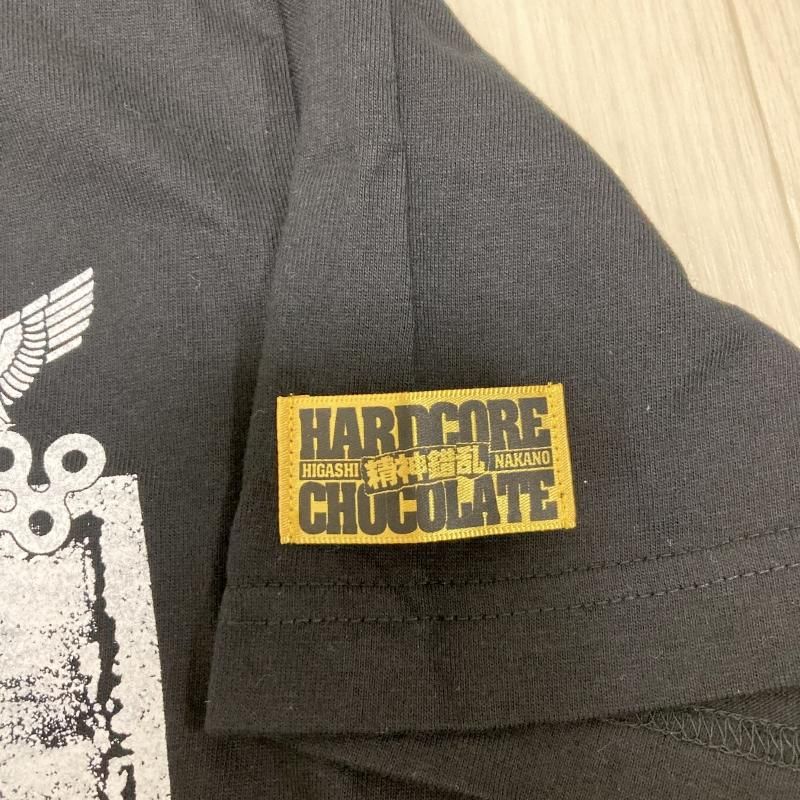 HARDCORE
HIGASHI 精神錯乱 NAKANO
CHOCOLATE